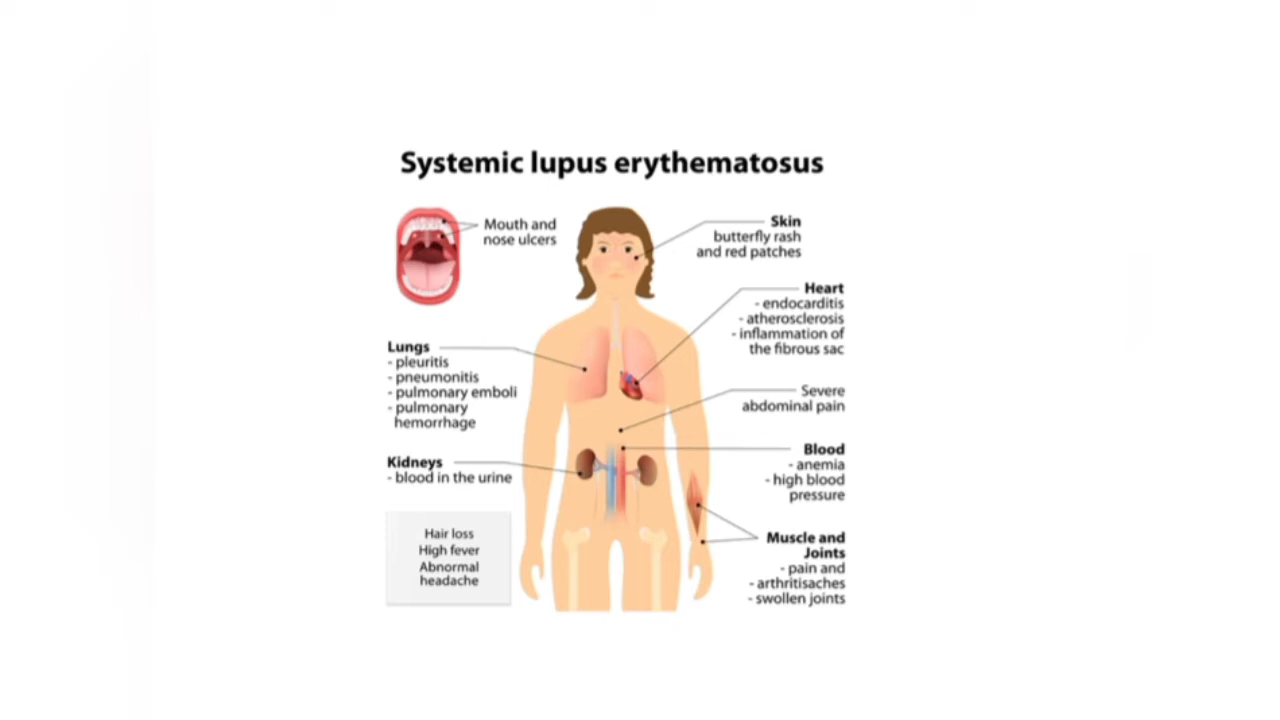 Systemic lupus erythematosus
Mouth and
nose ulcers
Skin
butterfly rash
and red patches
Heart
- endocarditis
- atherosclerosis
- inflammation of
the fibrous sac
Lungs
- pleuritis
- pneumonitis
- pulmonary emboli
- pulmonary
hemorrhage
Severe
abdominal pain
Kidneys
- blood in the urine
Blood
- anemia
- high blood
pressure
Hair loss
High fever
Abnormal
headache
Muscle and
Joints
- pain and
- arthritisaches
- swollen joints